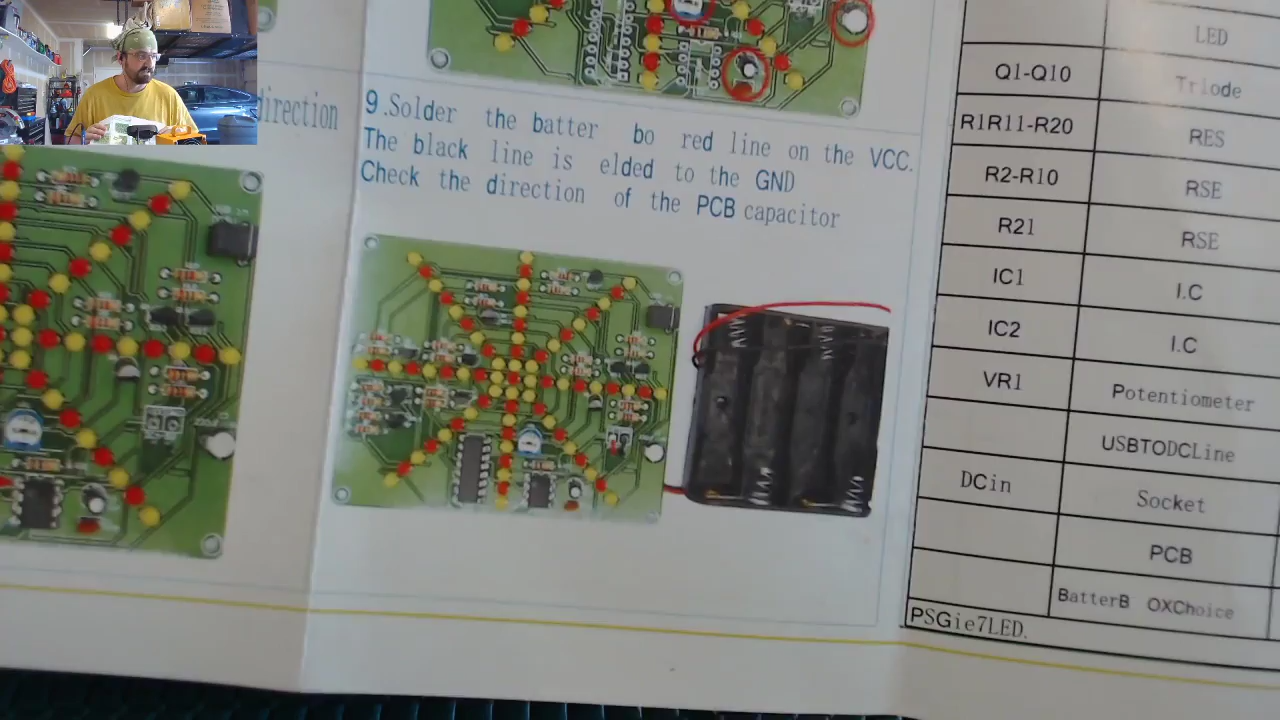 direction
9.Solder the batter bo red line on the VCC.
The black line is elded to the GND
Check the direction of the PCB capacitor
LED
Q1-Q10 Triode
R1R11-R20 RES
R2-R10 RSE
R21 RSE
IC1 I.C
IC2 I.C
VR1 Potentiometer
USBTODCLine
DCin Socket
PCB
BatterB OXChoice
PSGie7LED.